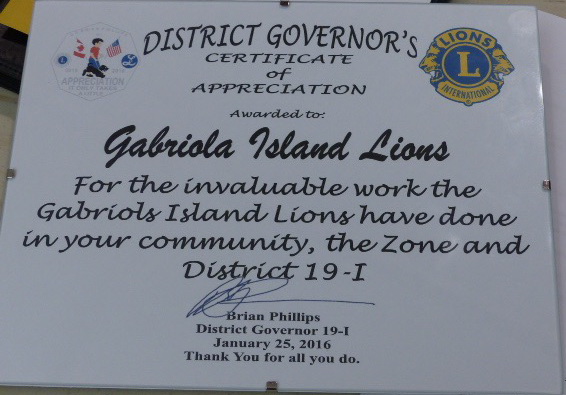 DISTRICT GOVERNOR'S
CERTIFICATE
of
APPRECIATION
APPRECIATION
LIONS
L
INTERNATIONAL
Awarded to:
Gabriola Island Lions
For the invaluable work the
Gabriols Island Lions have done
in your community, the Zone and
District 19-I
Brian Phillips
District Governor 19-I
January 25, 2016
Thank You for all you do.